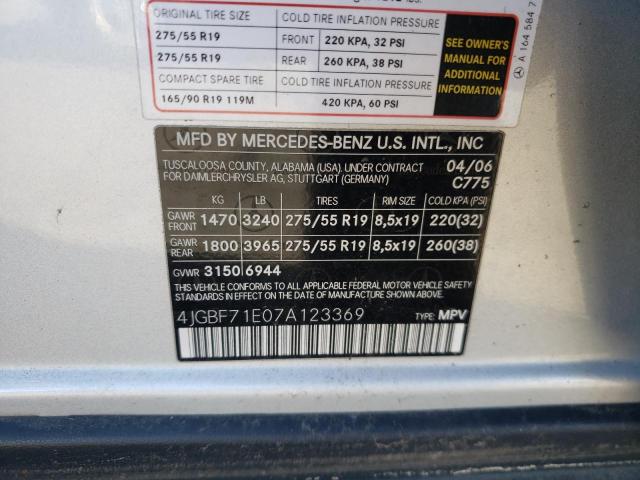 ORIGINAL TIRE SIZE COLD TIRE INFLATION PRESSURE
275/55 R19 FRONT 220 KPA, 32 PSI
275/55 R19 REAR 260 KPA, 38 PSI
COMPACT SPARE TIRE COLD TIRE INFLATION PRESSURE
165/90 R19 119M 420 KPA, 60 PSI
SEE OWNER'S
MANUAL FOR
ADDITIONAL
INFORMATION
A 164 584 7
MFD BY MERCEDES-BENZ U.S. INTL., INC
TUSCALOOSA COUNTY, ALABAMA (USA). UNDER CONTRACT 04/06
FOR DAIMLERCHRYSLER AG, STUTTGART (GERMANY) C775
KG LB TIRES RIM SIZE COLD KPA (PSI)
GAWR FRONT 1470 3240 275/55 R19 8,5x19 220(32)
GAWR REAR 1800 3965 275/55 R19 8,5x19 260(38)
GVWR 3150 6944
THIS VEHICLE CONFORMS TO ALL APPLICABLE FEDERAL MOTOR VEHICLE SAFETY
STANDARDS IN EFFECT ON THE DATE OF MANUFACTURE SHOWN ABOVE
4JGBF71E07A123369 TYPE: MPV